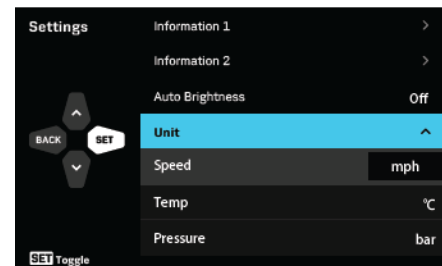 Settings
Information 1
Information 2
Auto Brightness Off
BACK SET
Unit
Speed mph
Temp ℃
Pressure bar
SET Toggle